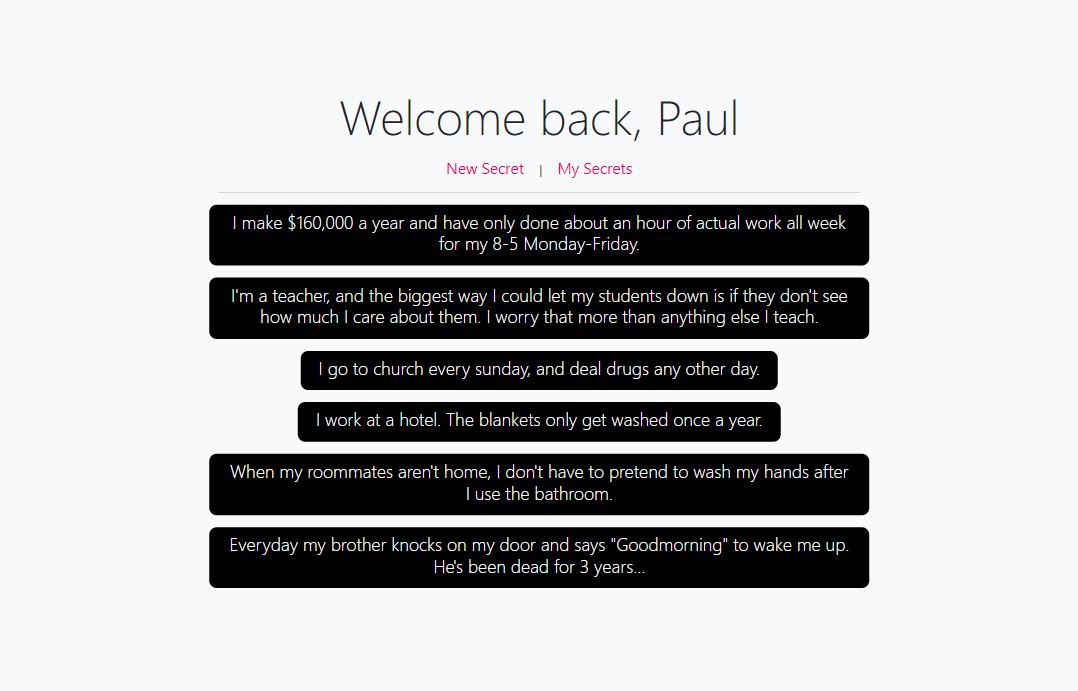 Welcome back, Paul
New Secret | My Secrets
I make $160,000 a year and have only done about an hour of actual work all week
for my 8-5 Monday-Friday.
I'm a teacher, and the biggest way I could let my students down is if they don't see
how much I care about them. I worry that more than anything else I teach.
I go to church every sunday, and deal drugs any other day.
I work at a hotel. The blankets only get washed once a year.
When my roommates aren't home, I don't have to pretend to wash my hands after
I use the bathroom.
Everyday my brother knocks on my door and says "Goodmorning" to wake me up.
He's been dead for 3 years...